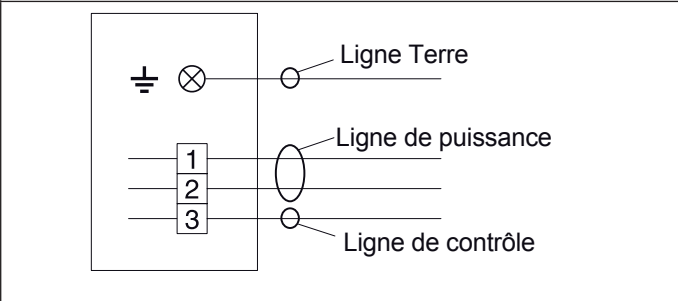 Ligne Terre
Ligne de puissance
1
2
3
Ligne de contrôle